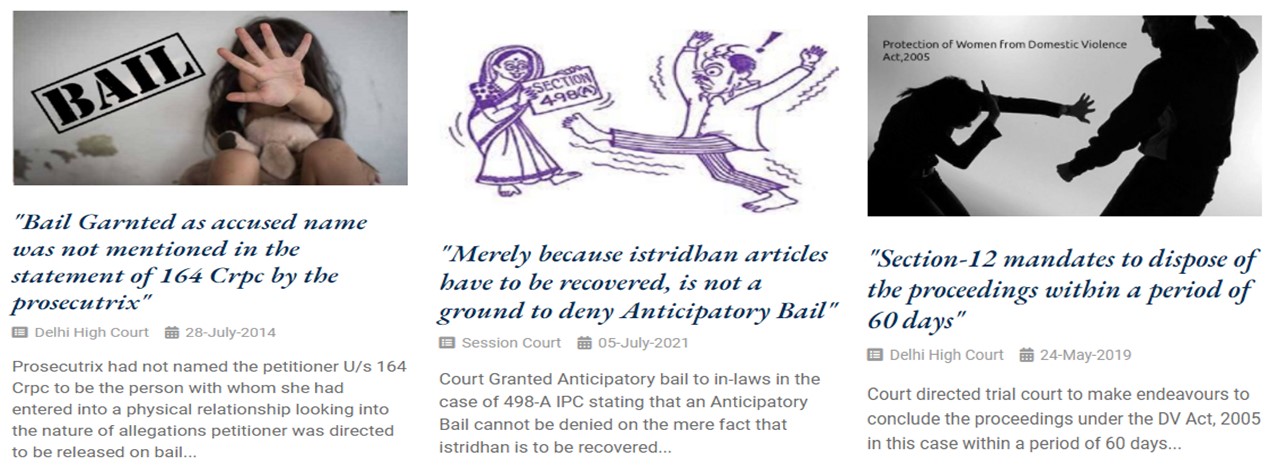 BAIL
"Bail Garnted as accused name
was not mentioned in the
statement of 164 Crpc by the
prosecutrix"
Delhi High Court 28-July-2014
Prosecutrix had not named the petitioner U/s 164
Crpc to be the person with whom she had
entered into a physical relationship looking into
the nature of allegations petitioner was directed
to be released on bail...
SECTION
498(A)
!
"Merely because istridhan articles
have to be recovered, is not a
ground to deny Anticipatory Bail"
Session Court 05-July-2021
Court Granted Anticipatory bail to in-laws in the
case of 498-A IPC stating that an Anticipatory
Bail cannot be denied on the mere fact that
istridhan is to be recovered...
Protection of Women from Domestic Violence
Act,2005
"Section-12 mandates to dispose of
the proceedings within a period of
60 days"
Delhi High Court 24-May-2019
Court directed trial court to make endeavours to
conclude the proceedings under the DV Act, 2005
in this case within a period of 60 days...